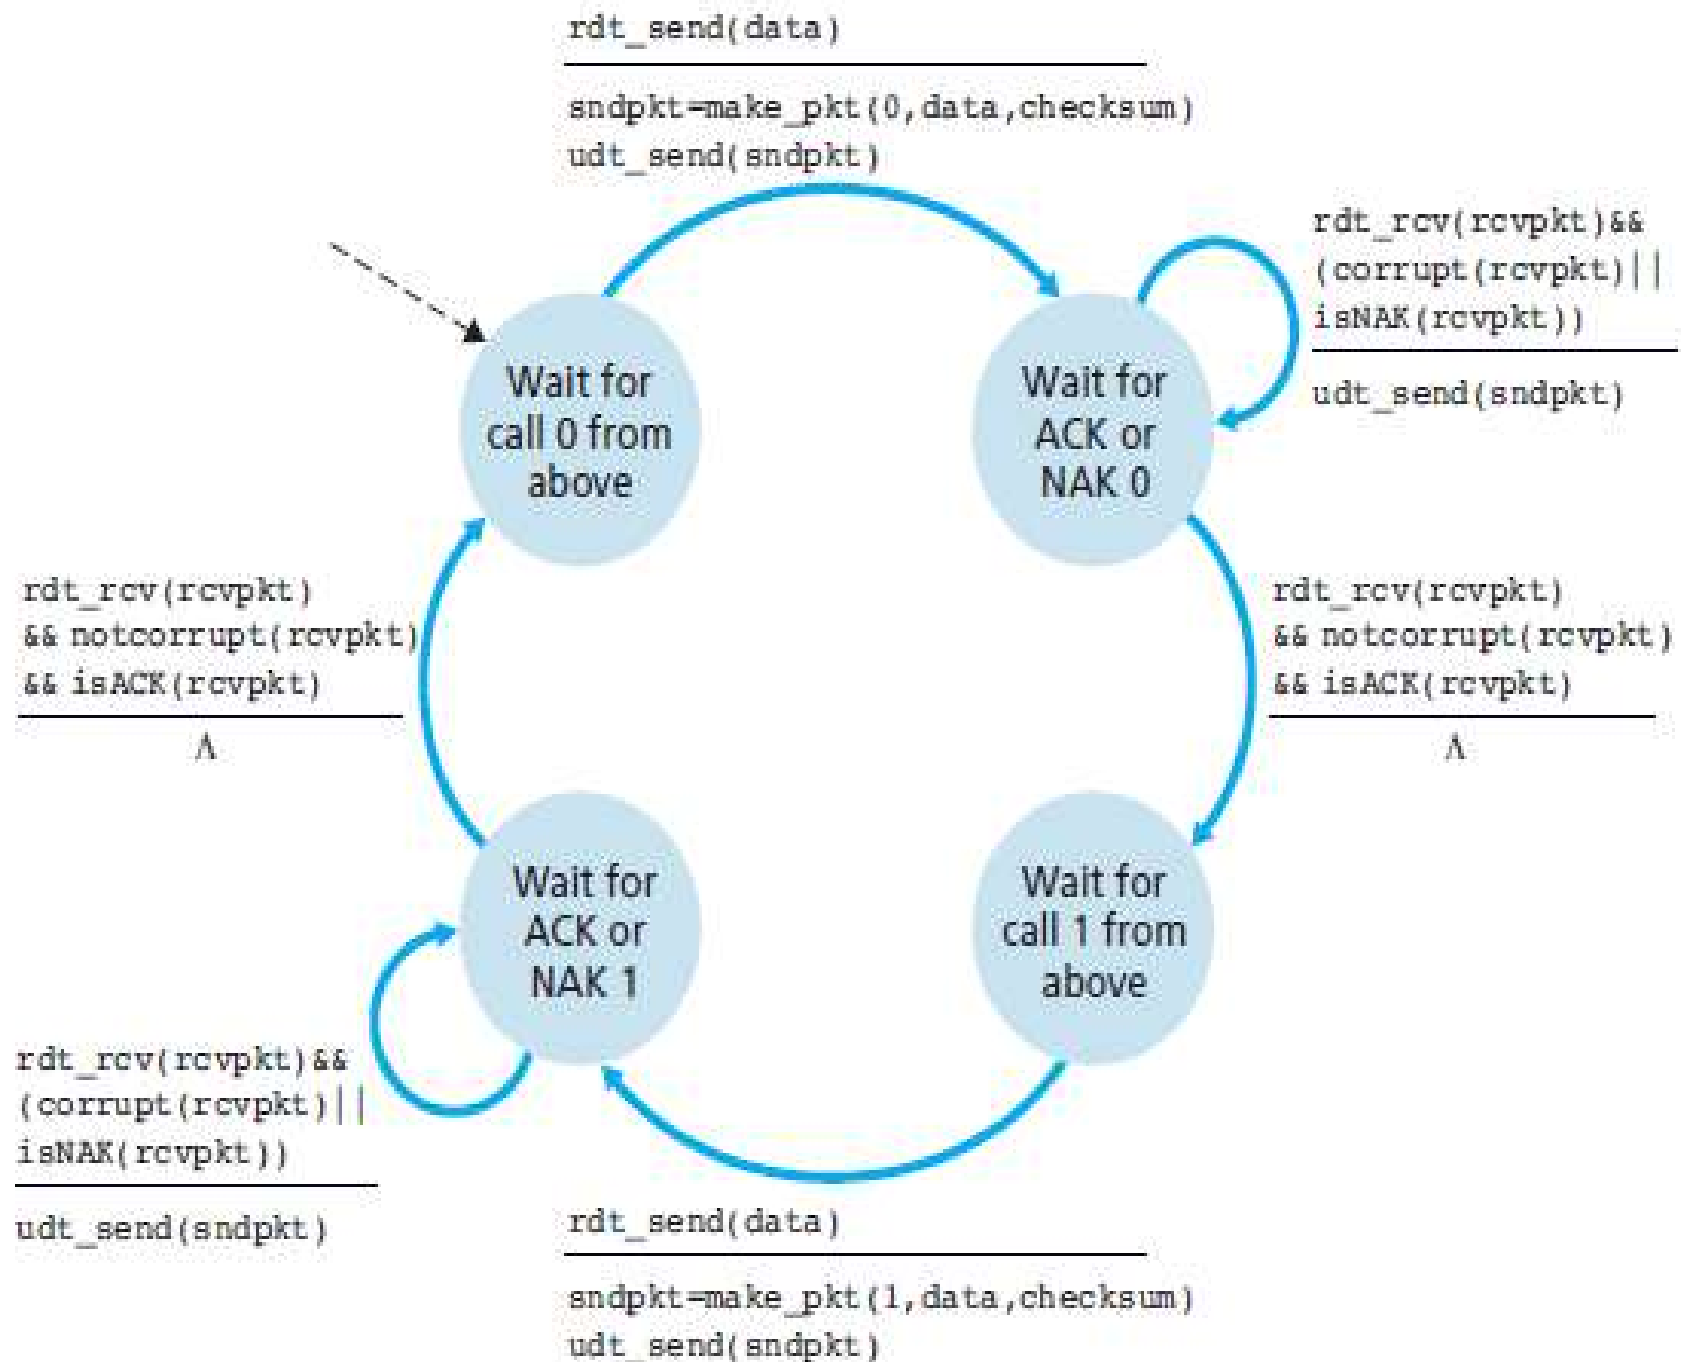 rdt_send(data)
sndpkt=make_pkt(0,data,checksum)
udt_send(sndpkt)
rdt_rcv(rcvpkt)&&
(corrupt(rcvpkt)||
isNAK(rcvpkt))
udt_send(sndpkt)
Wait for
call 0 from
above
Wait for
ACK or
NAK 0
rdt_rcv(rcvpkt)
&& notcorrupt(rcvpkt)
&& isACK(rcvpkt)
Λ
rdt_rcv(rcvpkt)
&& notcorrupt(rcvpkt)
&& isACK(rcvpkt)
Λ
Wait for
ACK or
NAK 1
Wait for
call 1 from
above
rdt_rcv(rcvpkt)&&
(corrupt(rcvpkt)||
isNAK(rcvpkt))
udt_send(sndpkt)
rdt_send(data)
sndpkt=make_pkt(1,data,checksum)
udt_send(sndpkt)